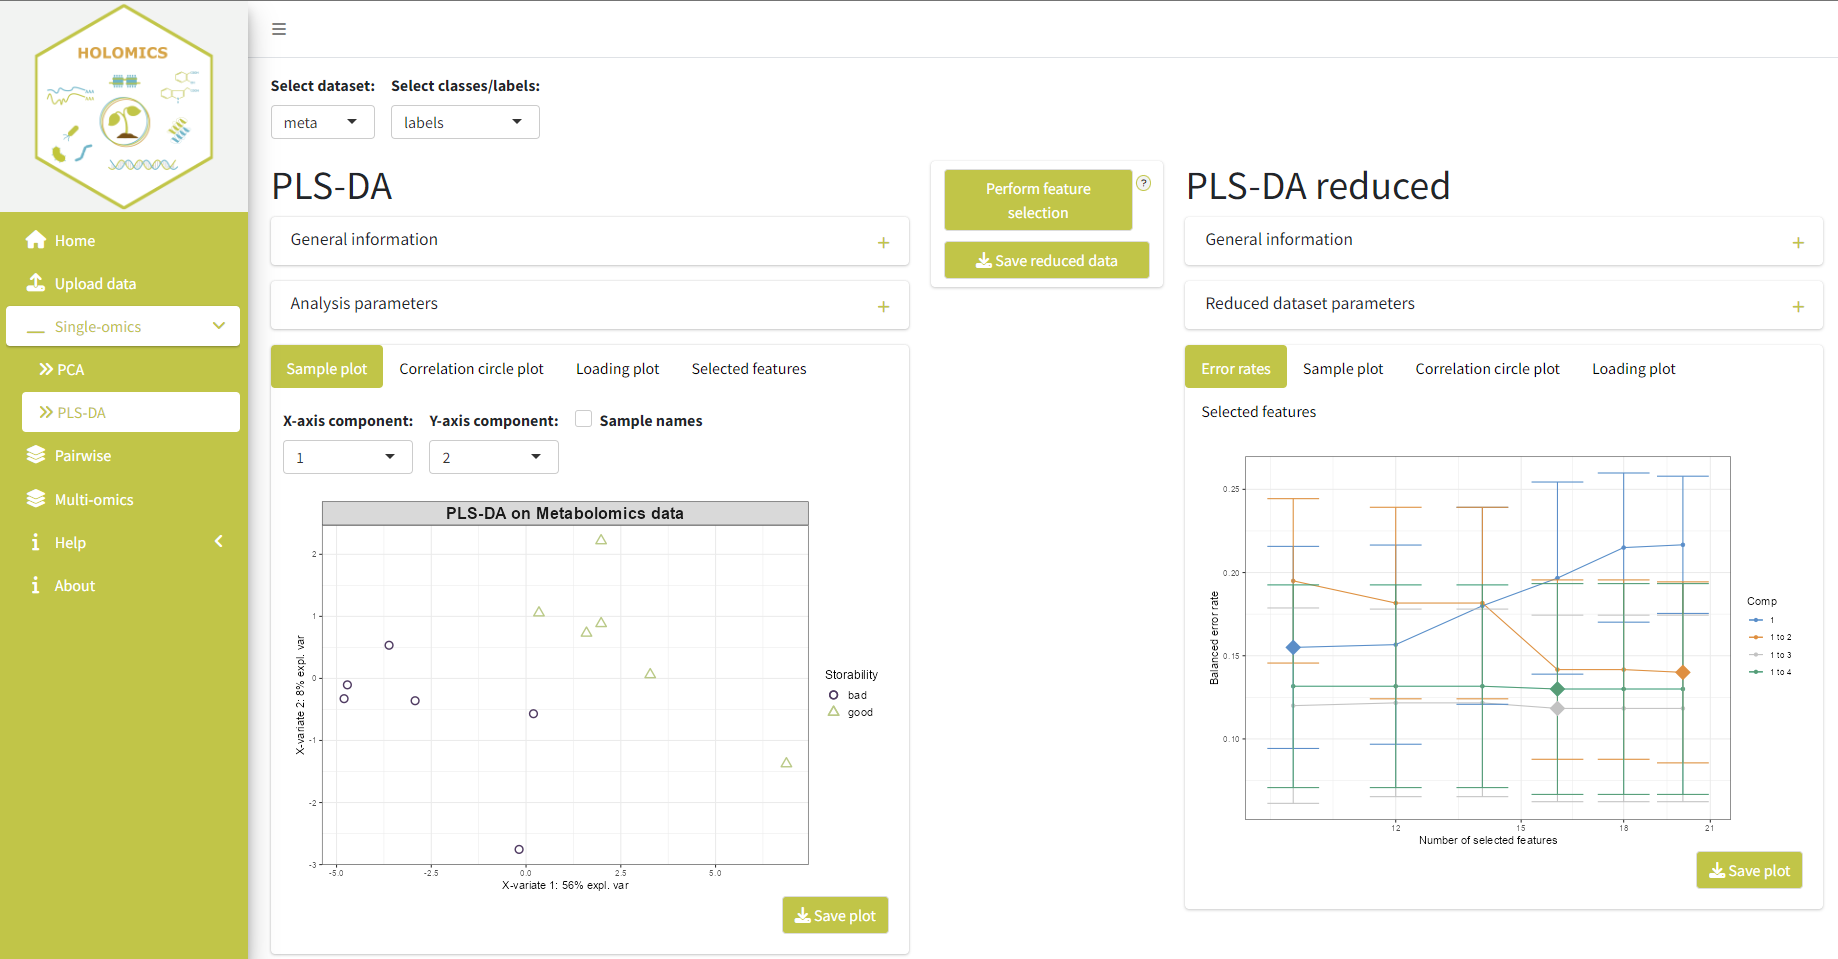 HOLOMICS
Home
Upload data
Single-omics
PCA
PLS-DA
Pairwise
Multi-omics
Help
About
Select dataset: Select classes/labels:
meta labels
PLS-DA
General information
Analysis parameters
Sample plot Correlation circle plot Loading plot Selected features
X-axis component: Y-axis component: Sample names
1 2
PLS-DA on Metabolomics data
2
1
0
-1
-2
-3
X-variate 2: 8% expl. var
-5.0 -2.5 0.0 2.5 5.0
X-variate 1: 56% expl. var
Storability
bad
good
Save plot
Perform feature
selection
?
Save reduced data
PLS-DA reduced
General information
Reduced dataset parameters
Error rates Sample plot Correlation circle plot Loading plot
Selected features
0.25
0.20
0.15
0.10
Balanced error rate
12 15 18 21
Number of selected features
Comp
1
1 to 2
1 to 3
1 to 4
Save plot